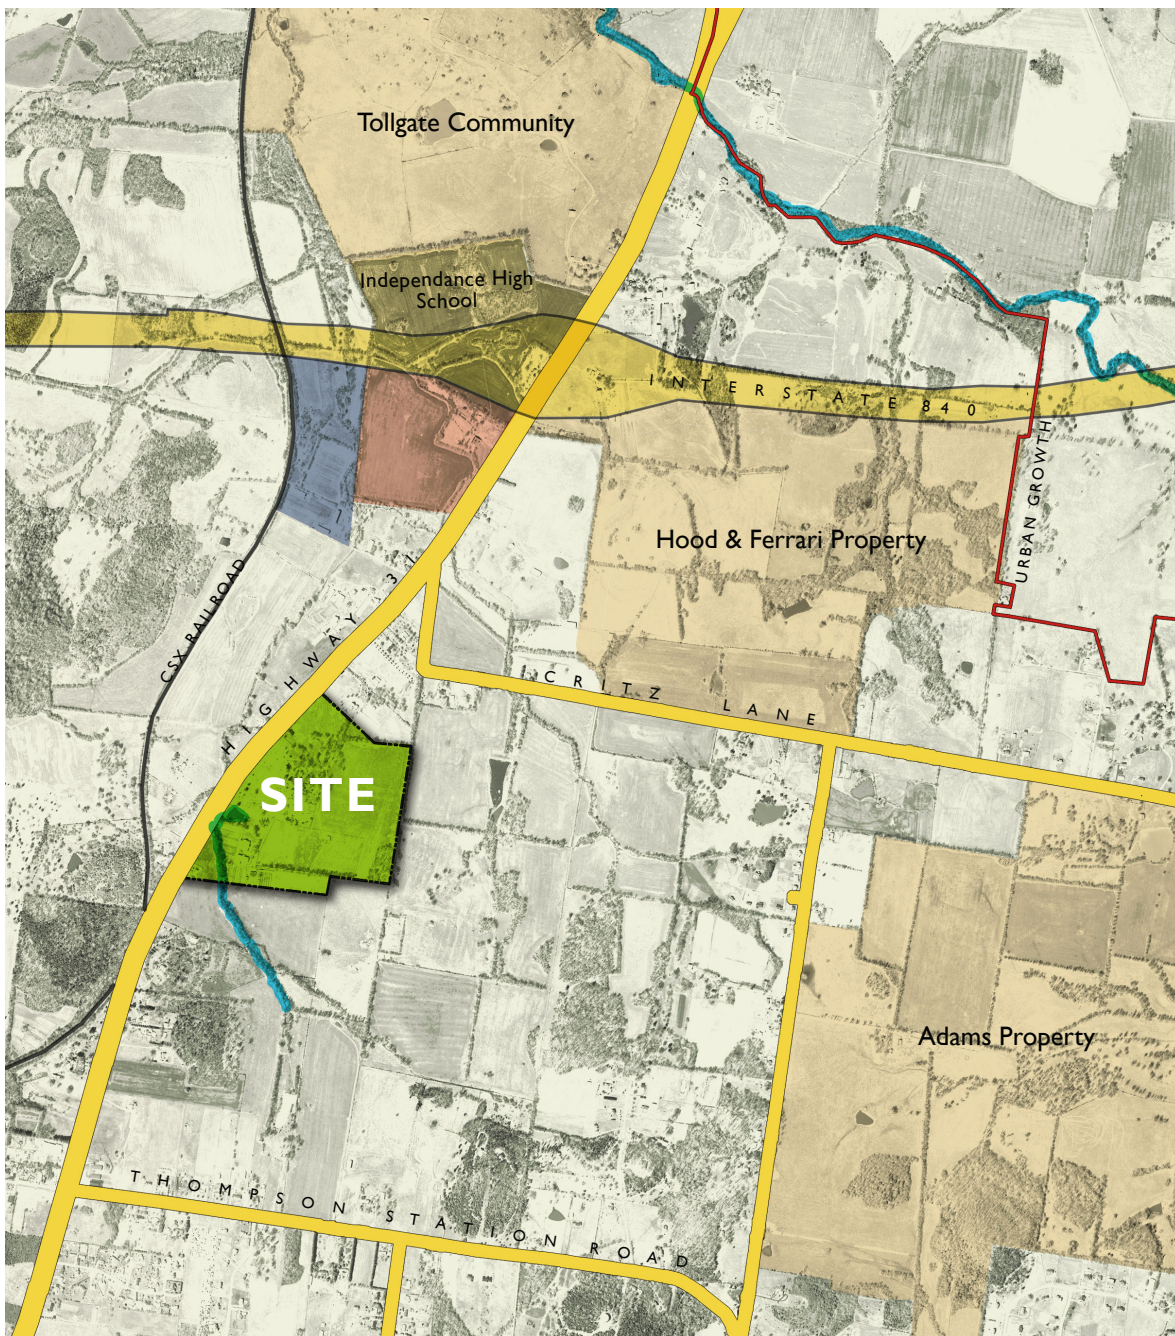 Tollgate Community
Independance High
School
INTERSTATE 840
URBAN GROWTH
Hood & Ferrari Property
HIGHWAY 31
CSX RAILROAD
CRITZ LANE
SITE
Adams Property
THOMPSON STATION ROAD